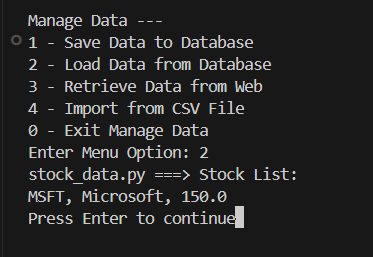 Manage Data ---
1 - Save Data to Database
2 - Load Data from Database
3 - Retrieve Data from Web
4 - Import from CSV File
0 - Exit Manage Data
Enter Menu Option: 2
stock_data.py ===> Stock List:
MSFT, Microsoft, 150.0
Press Enter to continue